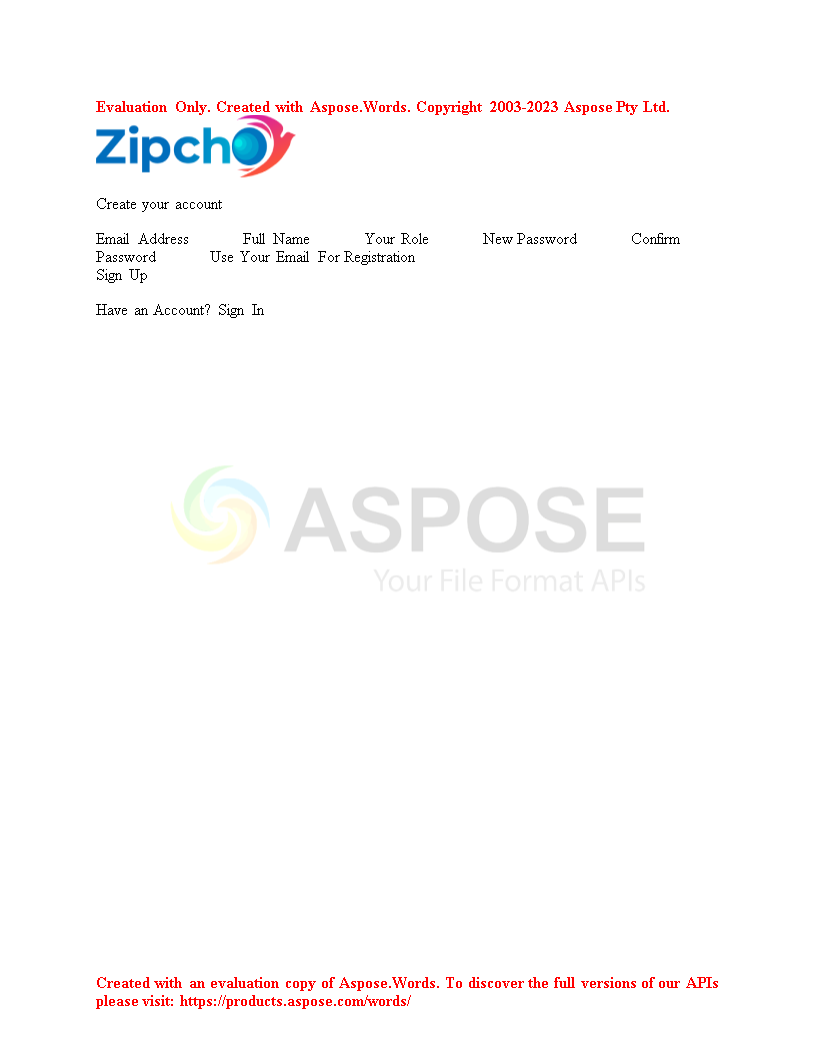 Evaluation Only. Created with Aspose.Words. Copyright 2003-2023 Aspose Pty Ltd.
Zipcho
Create your account
Email Address Full Name Your Role New Password Confirm
Password Use Your Email For Registration
Sign Up
Have an Account? Sign In
ASPOSE
Your File Format APIs
Created with an evaluation copy of Aspose.Words. To discover the full versions of our APIs
please visit: https://products.aspose.com/words/